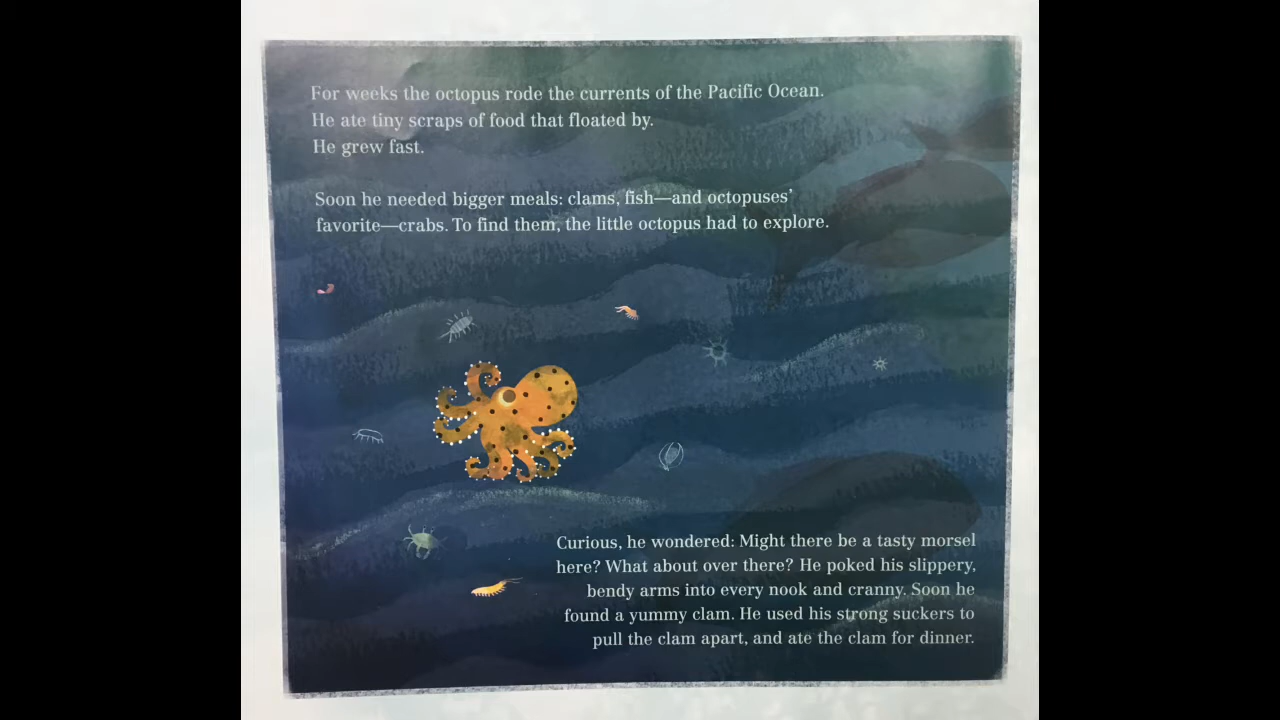 For weeks the octopus rode the currents of the Pacific Ocean.
He ate tiny scraps of food that floated by.
He grew fast.
Soon he needed bigger meals: clams, fish—and octopuses’
favorite—crabs. To find them, the little octopus had to explore.
Curious, he wondered: Might there be a tasty morsel
here? What about over there? He poked his slippery,
bendy arms into every nook and cranny. Soon he
found a yummy clam. He used his strong suckers to
pull the clam apart, and ate the clam for dinner.